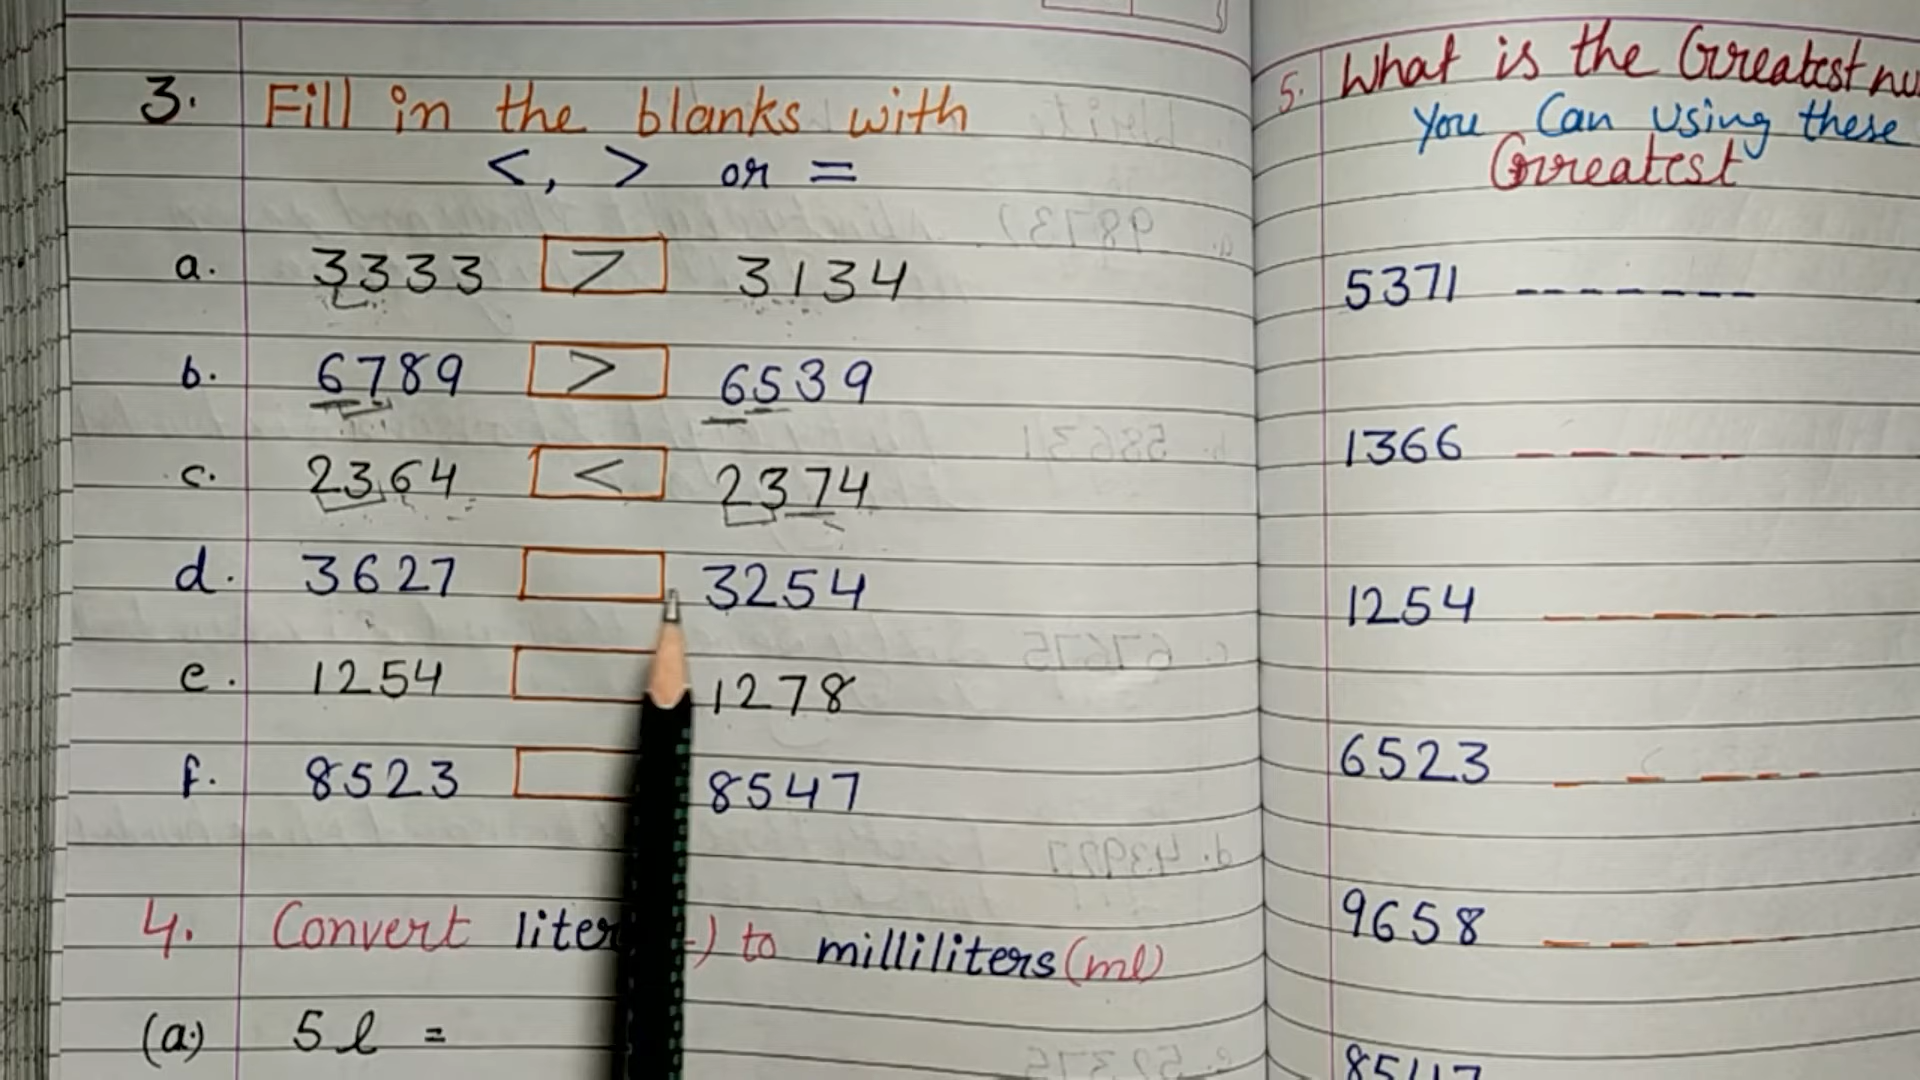 3. Fill in the blanks with
<, > or =
a. 3333 > 3134
b. 6789 > 6539
c. 2364 < 2374
d. 3627 3254
e. 1254 1278
f. 8523 8547
4. Convert liter to milliliters (ml)
(a) 5 l =
5. What is the Greatest
You Can using these
Greatest
5371 -------
1366 -----
1254 -----
6523 -----
9658 -----